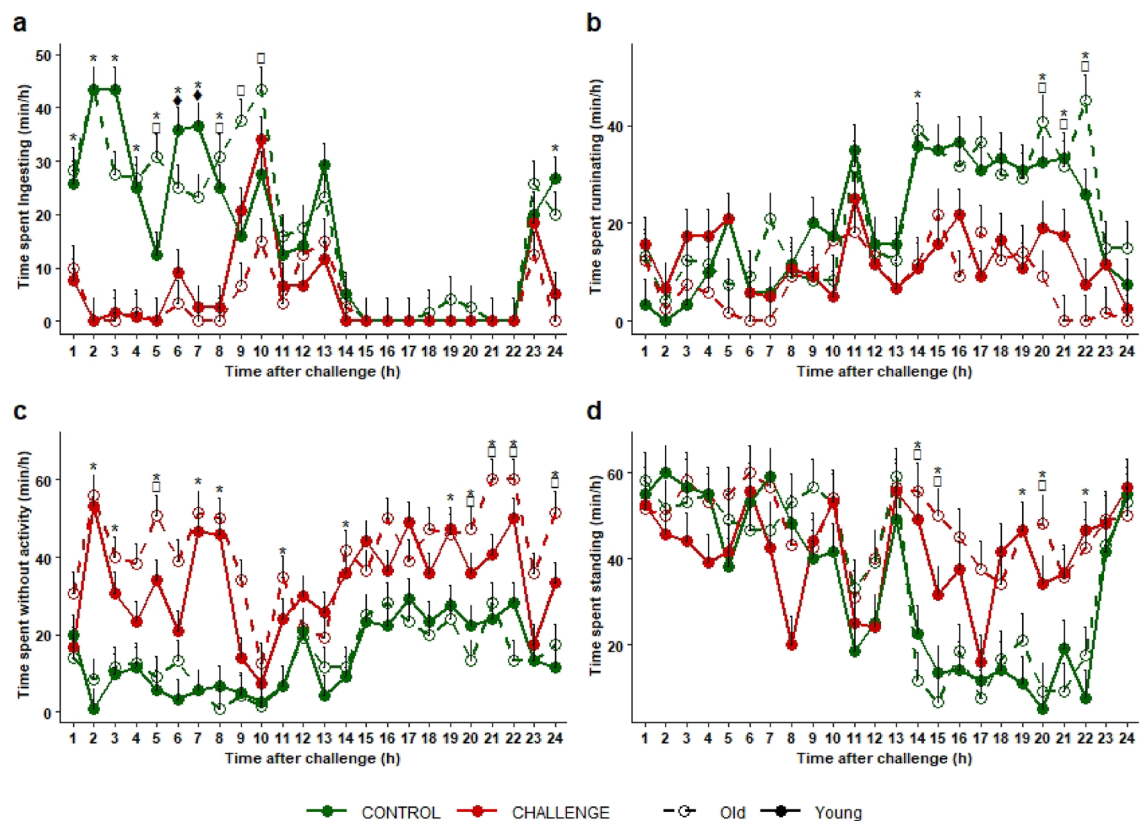 a
b
Time spent Ingesting (min/h)
50
40
30
20
10
0
1 2 3 4 5 6 7 8 9 10 11 12 13 14 15 16 17 18 19 20 21 22 23 24
Time after challenge (h)
Time spent ruminating (min/h)
40
20
0
1 2 3 4 5 6 7 8 9 10 11 12 13 14 15 16 17 18 19 20 21 22 23 24
Time after challenge (h)
c
d
Time spent without activity (min/h)
60
40
20
0
1 2 3 4 5 6 7 8 9 10 11 12 13 14 15 16 17 18 19 20 21 22 23 24
Time after challenge (h)
Time spent standing (min/h)
60
40
20
1 2 3 4 5 6 7 8 9 10 11 12 13 14 15 16 17 18 19 20 21 22 23 24
Time after challenge (h)
CONTROL CHALLENGE Old Young